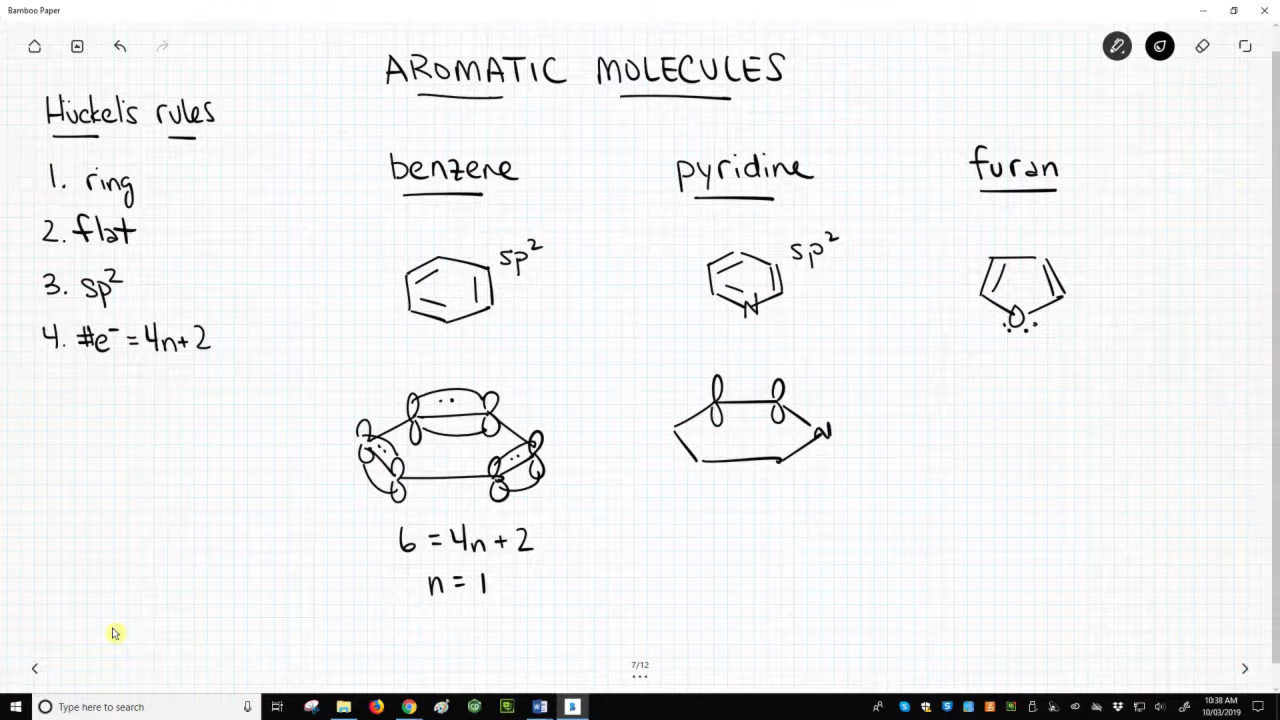 Bamboo Paper
AROMATIC MOLECULES
Hückel's rules
1. ring
2. flat
3. sp²
4. #e⁻ = 4n+2
benzene
sp²
6 = 4n + 2
n = 1
pyridine
sp²
N
N
furan
O
7/12
Type here to search
10:38 AM
10/03/2019